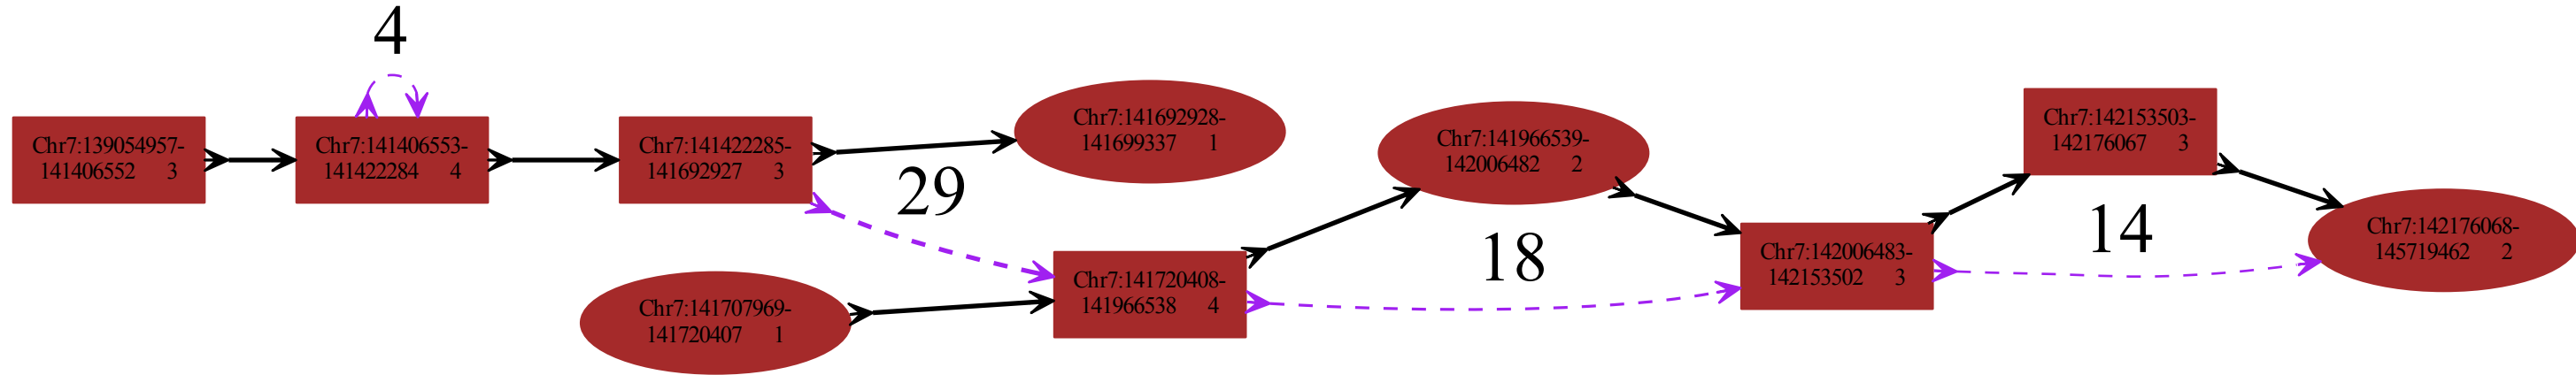 4
Chr7:139054957-
141406552 3
Chr7:141406553-
141422284 4
Chr7:141422285-
141692927 3
Chr7:141692928-
141699337 1
29
Chr7:141707969-
141720407 1
Chr7:141720408-
141966538 4
Chr7:141966539-
142006482 2
18
Chr7:142006483-
142153502 3
Chr7:142153503-
142176067 3
14
Chr7:142176068-
145719462 2